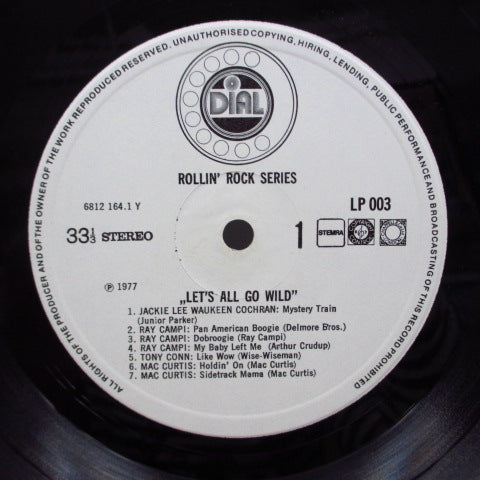 ALL RIGHTS OF THE PRODUCER AND OF THE OWNER OF THE WORK REPRODUCED RESERVED. UNAUTHORISED COPYING, HIRING, LENDING, PUBLIC PERFORMANCE AND BROADCASTING OF THIS RECORD PROHIBITED
DIAL
ROLLIN' ROCK SERIES
6812 164.1 Y
LP 003
33 1/3 STEREO
1 STEMRA
℗ 1977
„LET'S ALL GO WILD"
1. JACKIE LEE WAUKEEN COCHRAN: Mystery Train
(Junior Parker)
2. RAY CAMPI: Pan American Boogie (Delmore Bros.)
3. RAY CAMPI: Dobroogie (Ray Campi)
4. RAY CAMPI: My Baby Left Me (Arthur Crudup)
5. TONY CONN: Like Wow (Wise-Wiseman)
6. MAC CURTIS: Holdin' On (Mac Curtis)
7. MAC CURTIS: Sidetrack Mama (Mac Curtis)